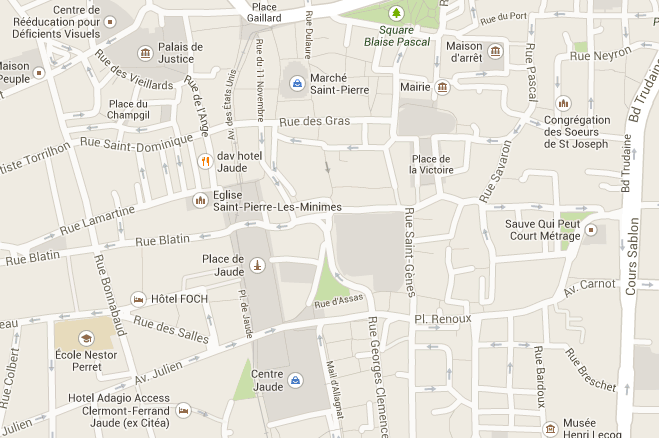 Centre de
Rééducation pour
Déficients Visuels
Place
Gaillard
Rue Dulaure
Square
Blaise Pascal
Rue du Port
Maison
d'arrêt
Rue Neyron
Palais de
Justice
Maison
Peuple
Rue des Vieillards
Rue de l'Ange
Av. des États Unis
Rue du 11 Novembre
Marché
Saint-Pierre
Mairie
Rue Pascal
Bd Trudaine
Place du
Champgil
Rue des Gras
Congrégation
des Soeurs
de St Joseph
Rue Saint-Dominique
tiste Torrilhon
dav hotel
Jaude
Place de
la Victoire
Rue Savaron
Bd Trudaine
Eglise
Saint-Pierre-Les-Minimes
Rue Lamartine
Rue Blatin
Rue Blatin
Rue Saint-Genès
Sauve Qui Peut
Court Métrage
Cours Sablon
Rue Bonnabaud
Place de
Jaude
Pl. de Jaude
Hôtel FOCH
Rue d'Assas
Av. Carnot
eau
Rue des Salles
Pl. Renoux
École Nestor
Perret
Rue Colbert
Av. Julien
Rue Georges Clemence
Centre
Jaude
Mail d'Allagnat
Rue Bardoux
Rue Breschet
Julien
Hotel Adagio Access
Clermont-Ferrand
Jaude (ex Citéa)
Musée
Henri Lecoq